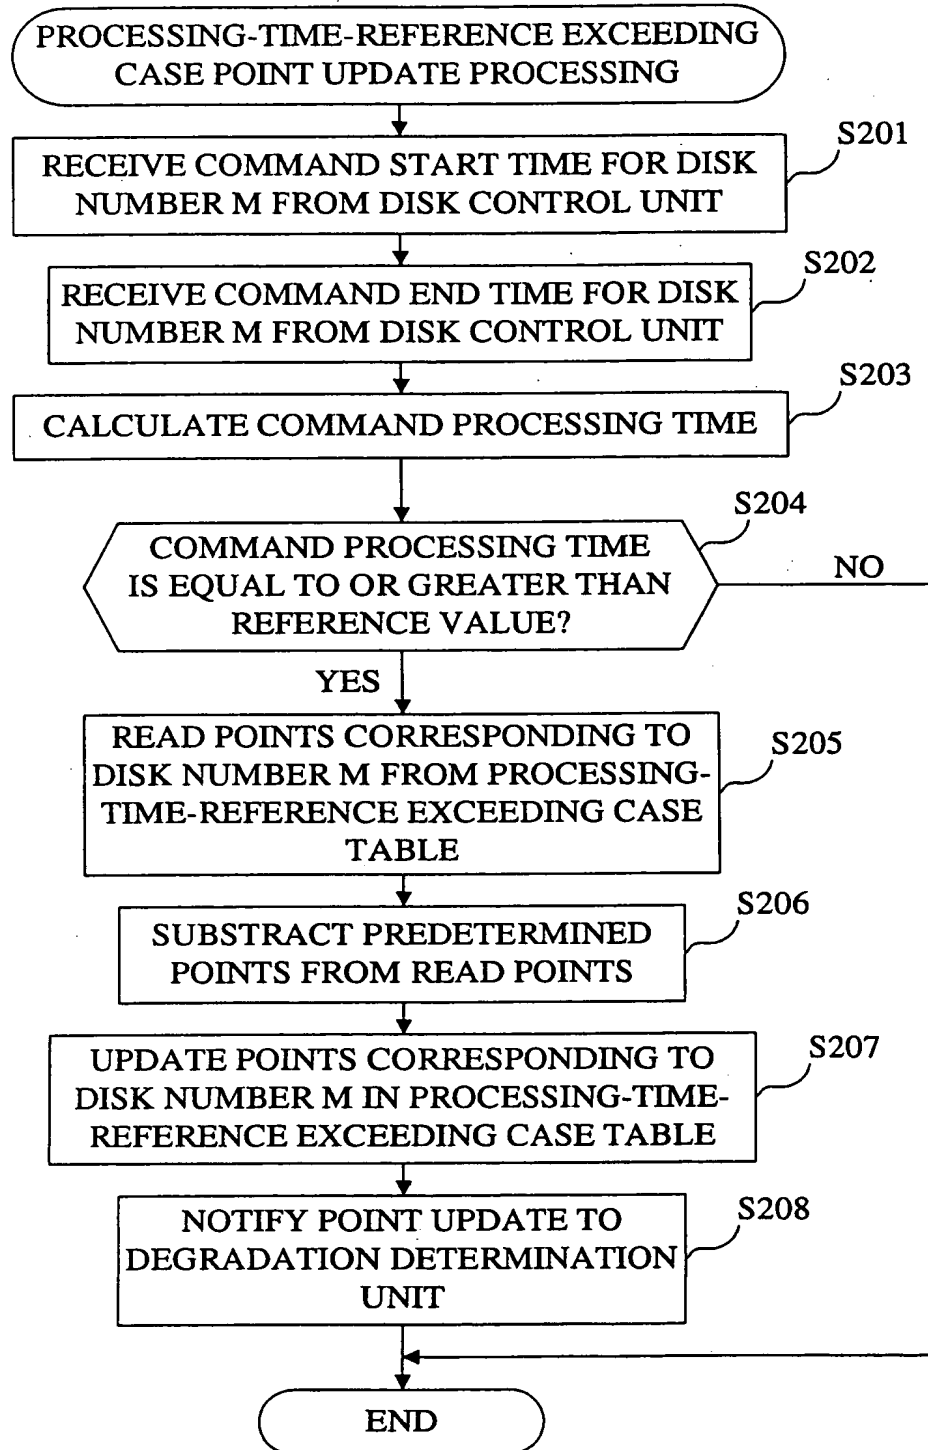 PROCESSING-TIME-REFERENCE EXCEEDING
CASE POINT UPDATE PROCESSING
S201
RECEIVE COMMAND START TIME FOR DISK
NUMBER M FROM DISK CONTROL UNIT
S202
RECEIVE COMMAND END TIME FOR DISK
NUMBER M FROM DISK CONTROL UNIT
S203
CALCULATE COMMAND PROCESSING TIME
S204
COMMAND PROCESSING TIME
IS EQUAL TO OR GREATER THAN
REFERENCE VALUE?
NO
YES
READ POINTS CORRESPONDING TO
DISK NUMBER M FROM PROCESSING-
TIME-REFERENCE EXCEEDING CASE
TABLE
S205
SUBSTRACT PREDETERMINED
POINTS FROM READ POINTS
S206
UPDATE POINTS CORRESPONDING TO
DISK NUMBER M IN PROCESSING-TIME-
REFERENCE EXCEEDING CASE TABLE
S207
NOTIFY POINT UPDATE TO
DEGRADATION DETERMINATION
UNIT
S208
END